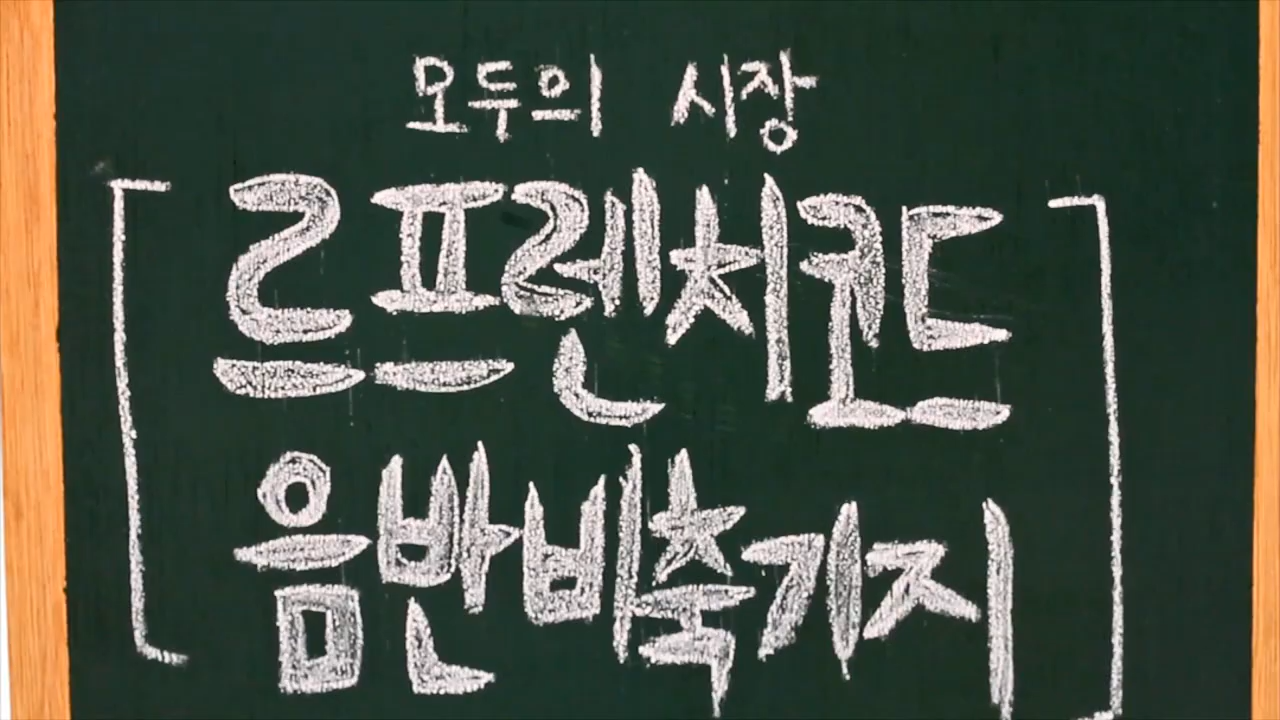 모두의 시장
르프렌치코드
음반비축기지